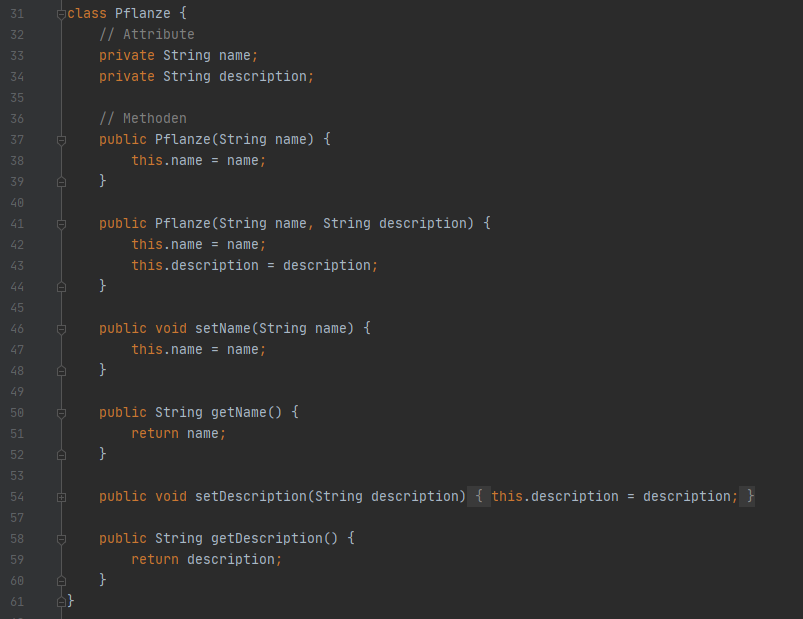 31 class Pflanze {
32     // Attribute
33     private String name;
34     private String description;
35
36     // Methoden
37     public Pflanze(String name) {
38         this.name = name;
39     }
40
41     public Pflanze(String name, String description) {
42         this.name = name;
43         this.description = description;
44     }
45
46     public void setName(String name) {
47         this.name = name;
48     }
49
50     public String getName() {
51         return name;
52     }
53
54     public void setDescription(String description) { this.description = description; }
57
58     public String getDescription() {
59         return description;
60     }
61 }